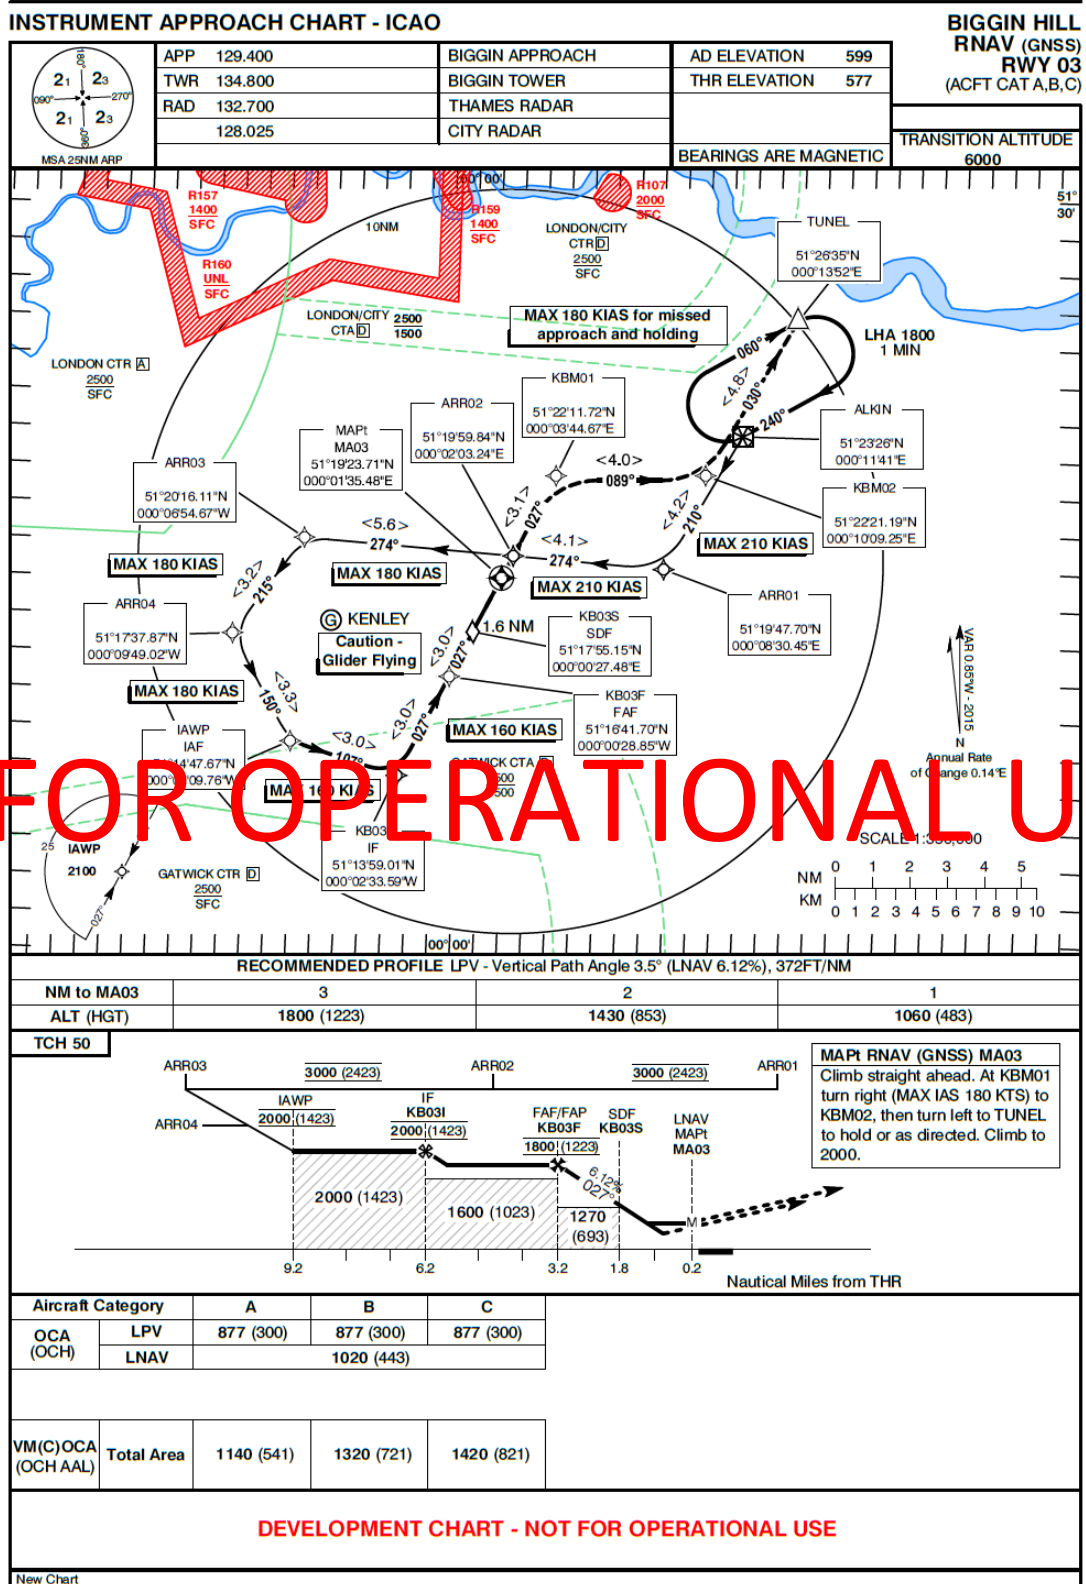 INSTRUMENT APPROACH CHART - ICAO
BIGGIN HILL
RNAV (GNSS)
RWY 03
(ACFT CAT A,B,C)
APP 129.400 BIGGIN APPROACH AD ELEVATION 599
TWR 134.800 BIGGIN TOWER THR ELEVATION 577
RAD 132.700 THAMES RADAR
128.025 CITY RADAR
BEARINGS ARE MAGNETIC
TRANSITION ALTITUDE
6000
180°
21 23
090° 270°
21 23
360°
MSA 25NM ARP
00°00'
51°
30'
R157
1400
SFC
R159
1400
SFC
R107
2000
SFC
R160
UNL
SFC
10NM
LONDON/CITY
CTR D
2500
SFC
TUNEL
51°26'35"N
000°13'52"E
LONDON/CITY
CTA D
2500
1500
MAX 180 KIAS for missed
approach and holding
LHA 1800
1 MIN
060°
<4.8>
030°
240°
LONDON CTR A
2500
SFC
KBM01
51°22'11.72"N
000°03'44.67"E
ARR02
51°19'59.84"N
000°02'03.24"E
ALKIN
51°23'26"N
000°11'41"E
MAPt
MA03
51°19'23.71"N
000°01'35.48"E
ARR03
51°20'16.11"N
000°06'54.67"W
<4.0>
089°
KBM02
51°22'21.19"N
000°10'09.25"E
<3.1>
027°
<4.2>
210°
<5.6>
274°
<4.1>
274°
MAX 210 KIAS
MAX 180 KIAS
MAX 180 KIAS
MAX 210 KIAS
<3.2>
215°
ARR04
51°17'37.87"N
000°09'49.02"W
G KENLEY
Caution -
Glider Flying
1.6 NM
KB03S
SDF
51°17'55.15"N
000°00'27.48"E
ARR01
51°19'47.70"N
000°08'30.45"E
<3.0>
027°
MAX 180 KIAS
<3.3>
150°
KB03F
FAF
51°16'41.70"N
000°00'28.85"W
VAR 0.85°W - 2015
N
Annual Rate
of Change 0.14°E
IAWP
IAF
<3.0>
107°
<3.0>
027°
MAX 160 KIAS
GATWICK CTA
MAX 160 KIAS
FOR OPERATIONAL U
IF
51°13'59.01"N
000°02'33.59"W
25
IAWP
2100
027°
GATWICK CTR D
2500
SFC
NM 0 1 2 3 4 5
KM 0 1 2 3 4 5 6 7 8 9 10
00°00'
RECOMMENDED PROFILE LPV - Vertical Path Angle 3.5° (LNAV 6.12%), 372FT/NM
NM to MA03 3 2 1
ALT (HGT) 1800 (1223) 1430 (853) 1060 (483)
TCH 50
ARR03 3000 (2423) ARR02 3000 (2423) ARR01
ARR04
IAWP
2000 (1423)
IF
KB03I
2000 (1423)
FAF/FAP
KB03F
1800 (1223)
SDF
KB03S
LNAV
MAPt
MA03
6.12%
027°
2000 (1423)
1600 (1023)
1270
(693)
M
9.2 6.2 3.2 1.8 0.2
Nautical Miles from THR
MAPt RNAV (GNSS) MA03
Climb straight ahead. At KBM01
turn right (MAX IAS 180 KTS) to
KBM02, then turn left to TUNEL
to hold or as directed. Climb to
2000.
Aircraft Category A B C
OCA
(OCH)
LPV 877 (300) 877 (300) 877 (300)
LNAV 1020 (443)
VM(C)OCA
(OCH AAL)
Total Area 1140 (541) 1320 (721) 1420 (821)
DEVELOPMENT CHART - NOT FOR OPERATIONAL USE
New Chart